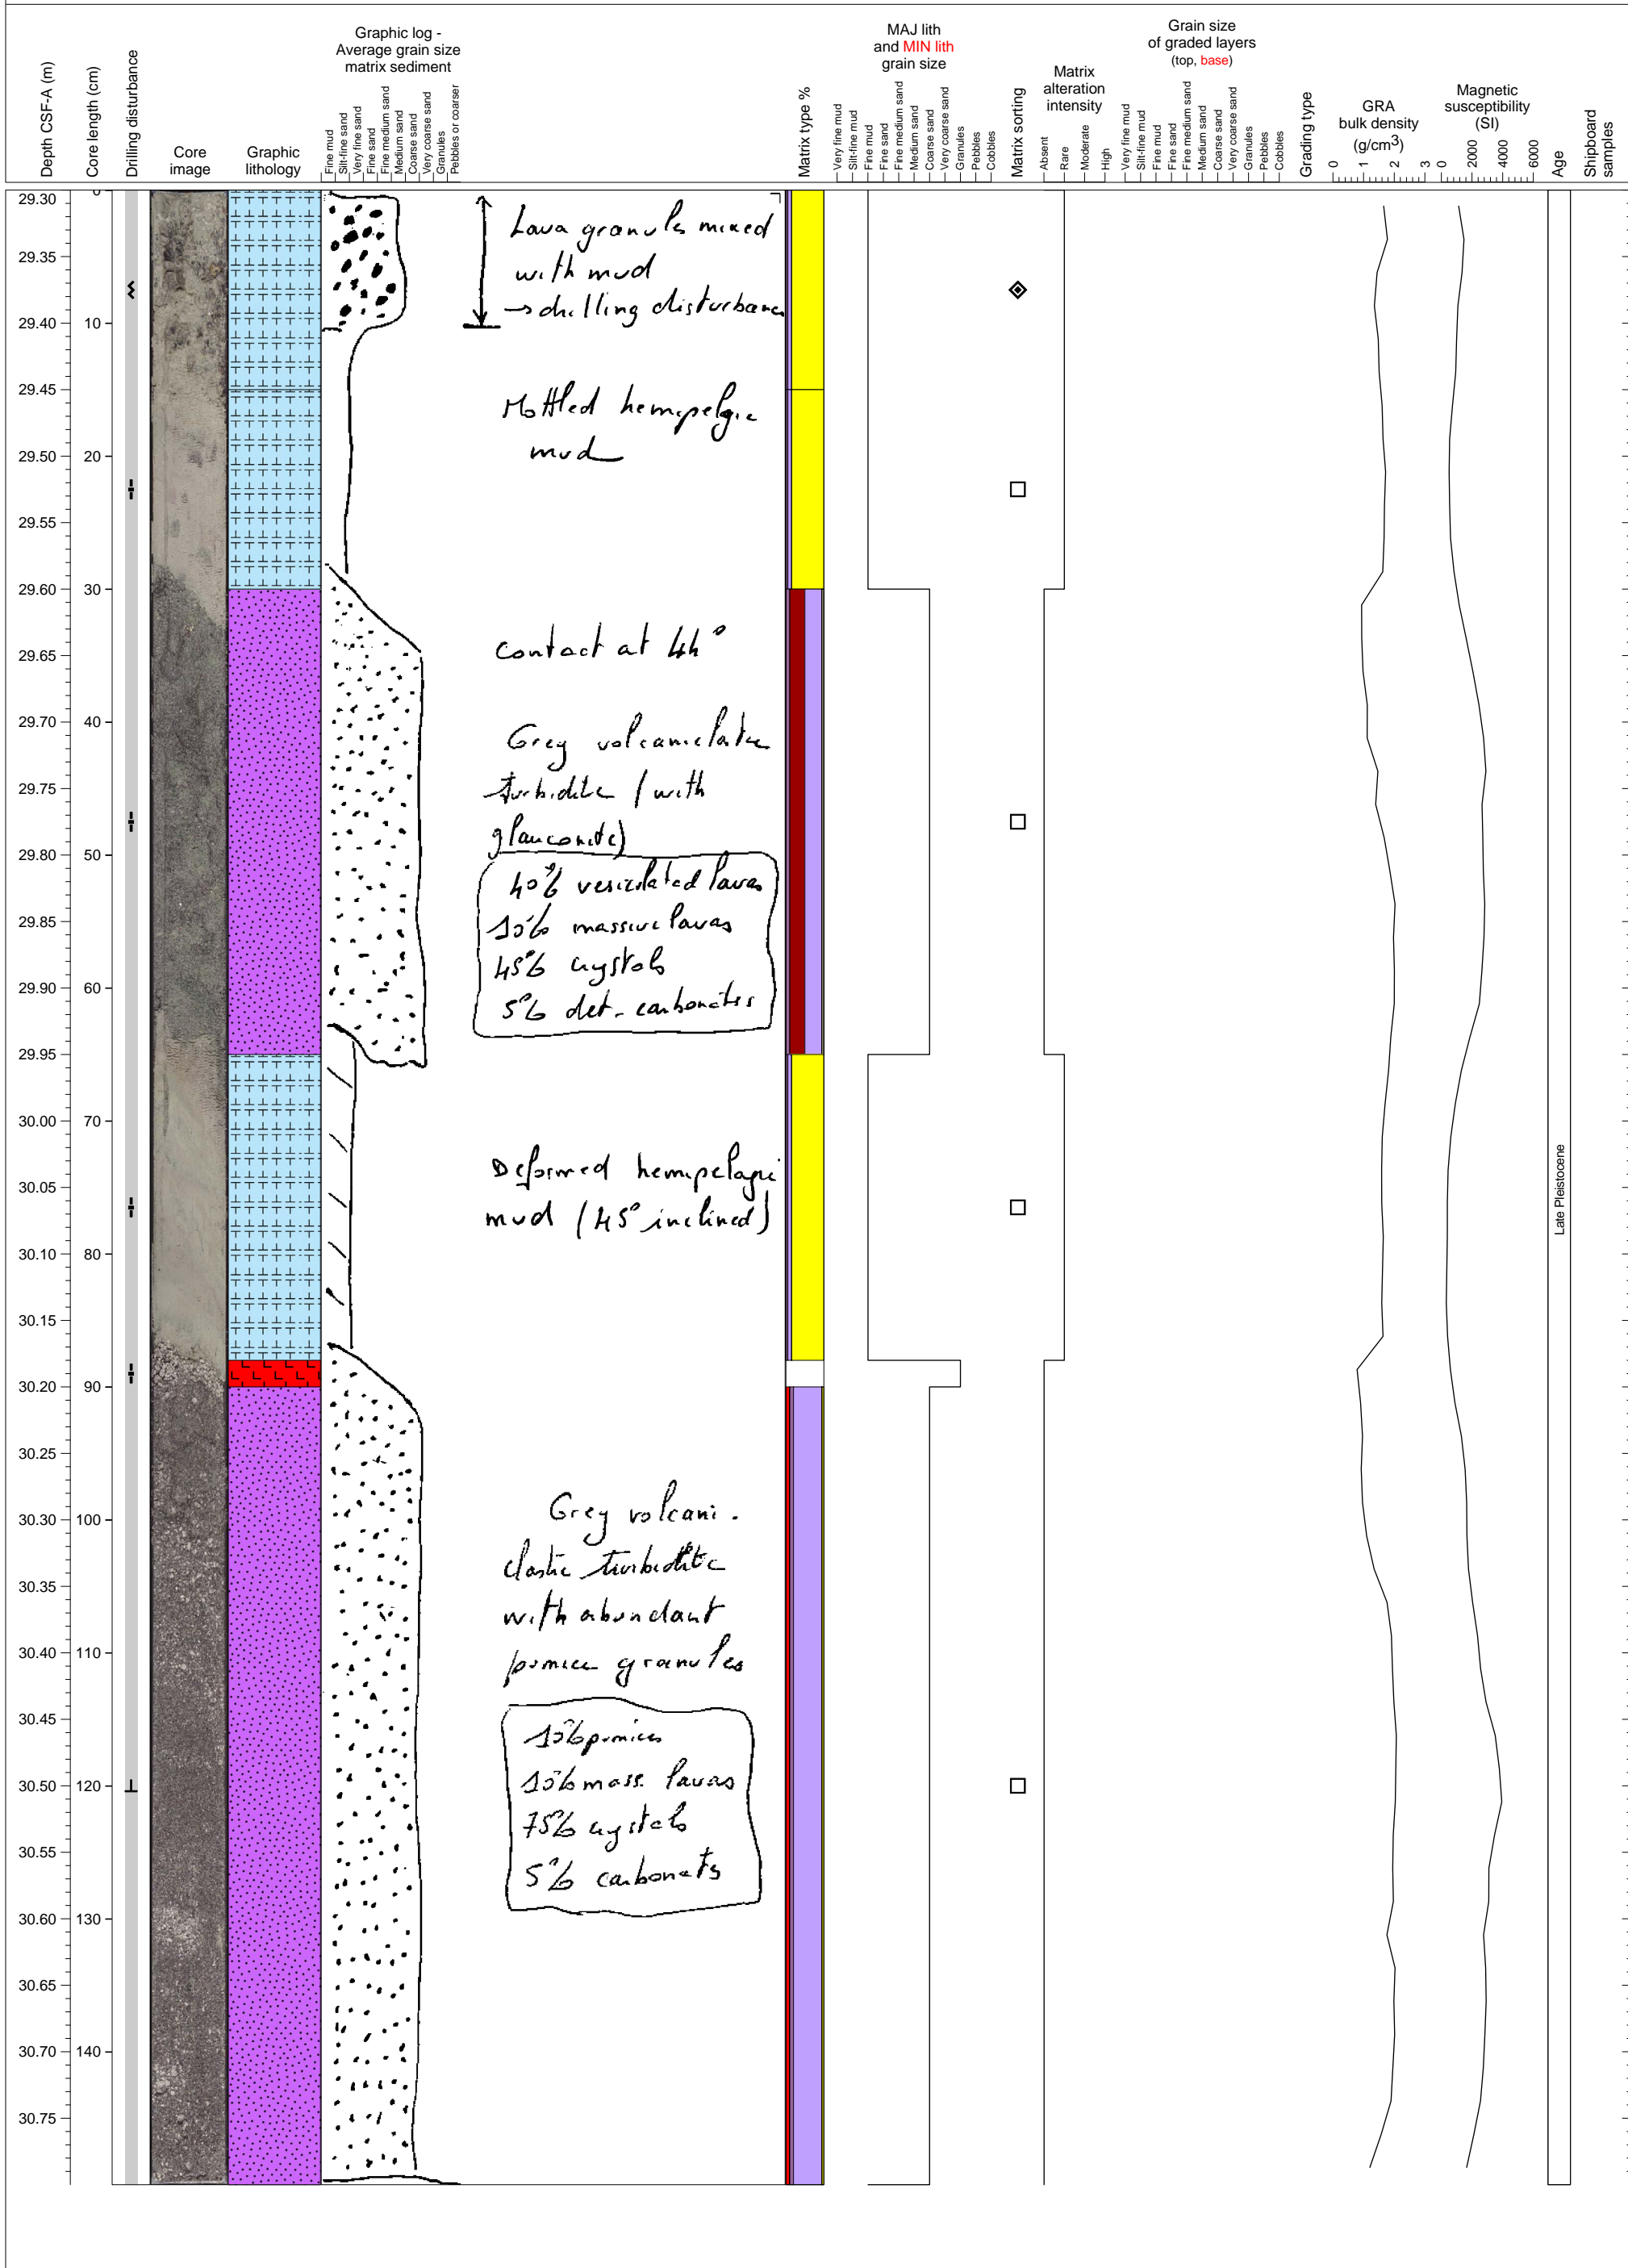 Graphic log -
Average grain size
matrix sediment
MAJ lith
and MIN lith
grain size
Grain size
of graded layers
(top, base)
Matrix
alteration
intensity
GRA
bulk density
(g/cm3)
Magnetic
susceptibility
(SI)
Depth CSF-A (m)
Core length (cm)
Drilling disturbance
Core
image
Graphic
lithology
Fine mud
Silt-fine sand
Very fine sand
Fine sand
Fine medium sand
Medium sand
Coarse sand
Very coarse sand
Granules
Pebbles or coarser
Matrix type %
Very fine mud
Silt-fine mud
Fine mud
Fine sand
Fine medium sand
Medium sand
Coarse sand
Very coarse sand
Granules
Pebbles
Cobbles
Matrix sorting
Absent
Rare
Moderate
High
Very fine mud
Silt-fine mud
Fine mud
Fine sand
Fine medium sand
Medium sand
Coarse sand
Very coarse sand
Granules
Pebbles
Cobbles
Grading type
0 1 2 3
0 2000 4000 6000
Age
Shipboard
samples
29.30
29.35
29.40
29.45
29.50
29.55
29.60
29.65
29.70
29.75
29.80
29.85
29.90
29.95
30.00
30.05
30.10
30.15
30.20
30.25
30.30
30.35
30.40
30.45
30.50
30.55
30.60
30.65
30.70
30.75
0
10
20
30
40
50
60
70
80
90
100
110
120
130
140
Lava granules mixed
with mud
→ drilling disturbance
Mottled hemipelgic
mud
contact at 44°
Grey volcaniclastic
turbidite (with
glauconite)
40% vesiculated lavas
10% massive lavas
45% crystals
5% det. carbonates
Deformed hemipelagic
mud (45° inclined)
Grey volcani-
clastic turbidite
with abundant
pumice granules
10% pumices
10% mass. lavas
75% crystals
5% carbonats
Late Pleistocene